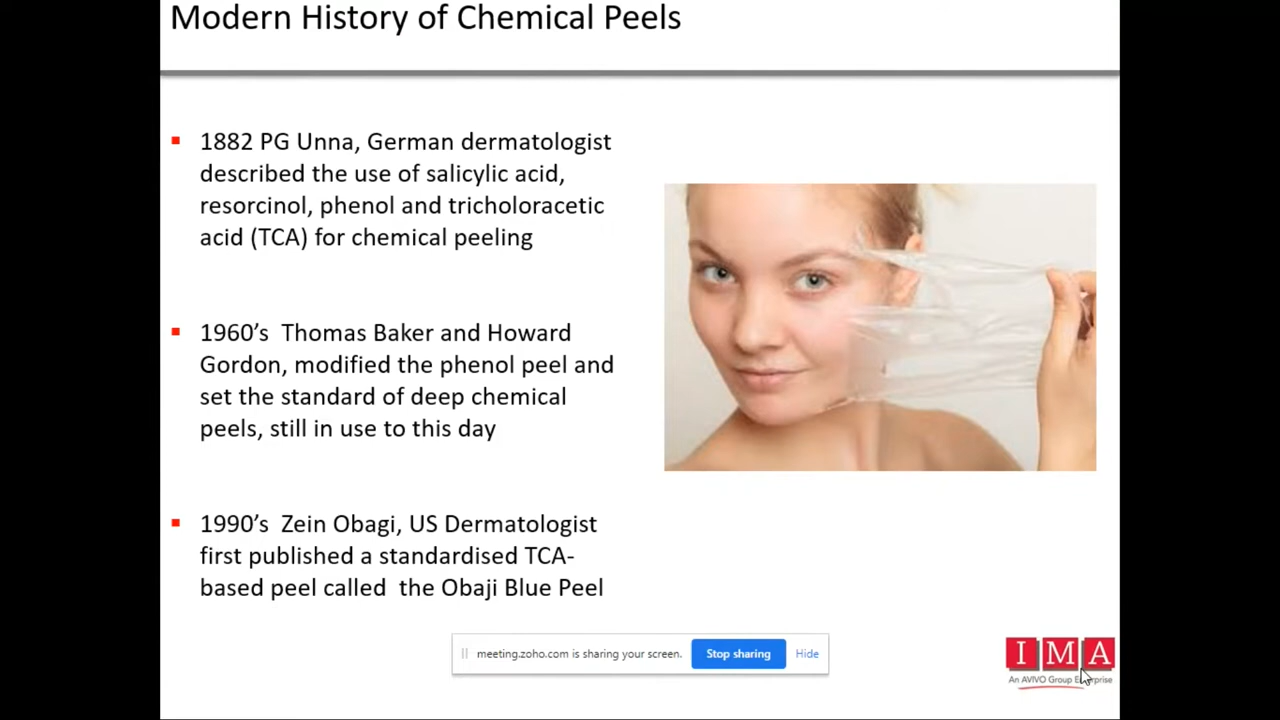 Modern History of Chemical Peels
1882 PG Unna, German dermatologist
described the use of salicylic acid,
resorcinol, phenol and tricholoracetic
acid (TCA) for chemical peeling
1960’s  Thomas Baker and Howard
Gordon, modified the phenol peel and
set the standard of deep chemical
peels, still in use to this day
1990’s  Zein Obagi, US Dermatologist
first published a standardised TCA-
based peel called  the Obaji Blue Peel
meeting.zoho.com is sharing your screen. Stop sharing Hide
IMA
An AVIVO Group Enterprise